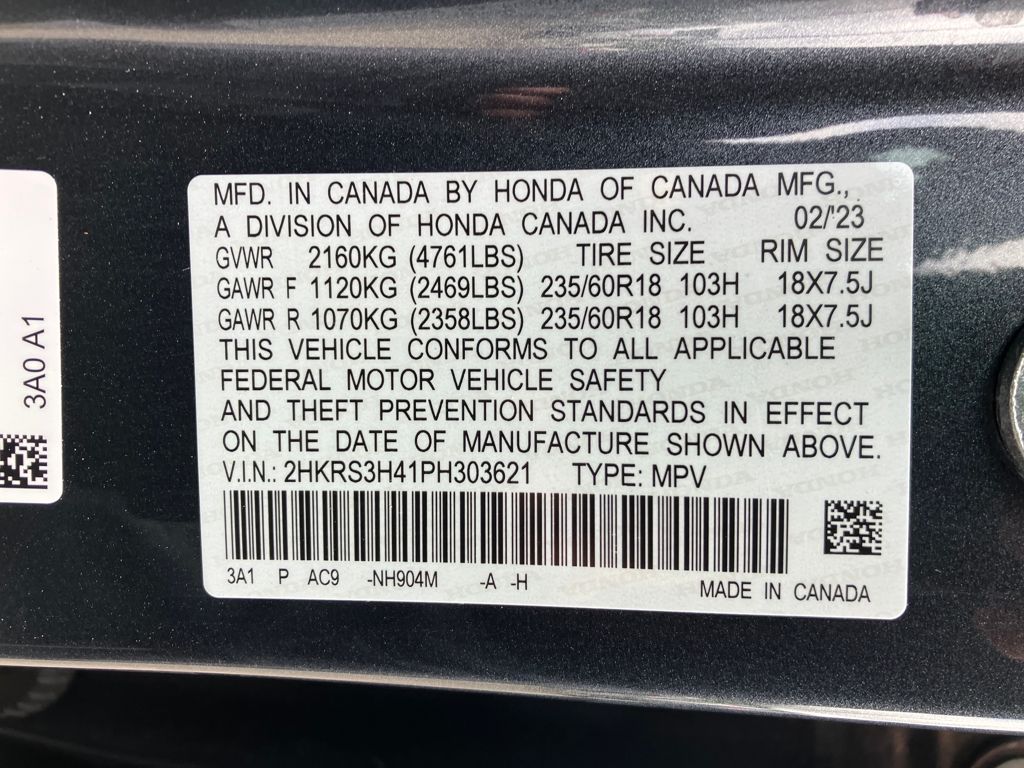 MFD. IN CANADA BY HONDA OF CANADA MFG.,
A DIVISION OF HONDA CANADA INC. 02/'23
GVWR 2160KG (4761LBS) TIRE SIZE RIM SIZE
GAWR F 1120KG (2469LBS) 235/60R18 103H 18X7.5J
GAWR R 1070KG (2358LBS) 235/60R18 103H 18X7.5J
THIS VEHICLE CONFORMS TO ALL APPLICABLE
FEDERAL MOTOR VEHICLE SAFETY
AND THEFT PREVENTION STANDARDS IN EFFECT
ON THE DATE OF MANUFACTURE SHOWN ABOVE.
V.I.N.: 2HKRS3H41PH303621 TYPE: MPV
3A1 P AC9 -NH904M -A -H
MADE IN CANADA
3A0 A1